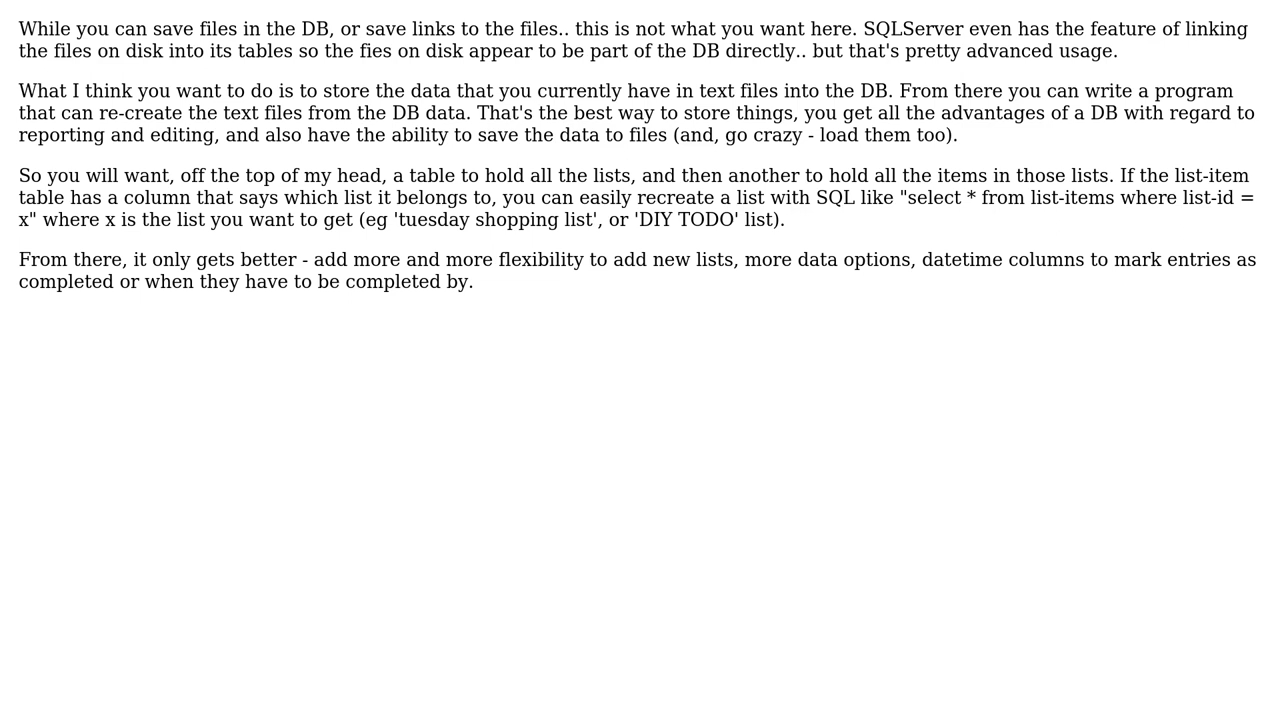 While you can save files in the DB, or save links to the files.. this is not what you want here. SQLServer even has the feature of linking
the files on disk into its tables so the fies on disk appear to be part of the DB directly.. but that's pretty advanced usage.
What I think you want to do is to store the data that you currently have in text files into the DB. From there you can write a program
that can re-create the text files from the DB data. That's the best way to store things, you get all the advantages of a DB with regard to
reporting and editing, and also have the ability to save the data to files (and, go crazy - load them too).
So you will want, off the top of my head, a table to hold all the lists, and then another to hold all the items in those lists. If the list-item
table has a column that says which list it belongs to, you can easily recreate a list with SQL like "select * from list-items where list-id =
x" where x is the list you want to get (eg 'tuesday shopping list', or 'DIY TODO' list).
From there, it only gets better - add more and more flexibility to add new lists, more data options, datetime columns to mark entries as
completed or when they have to be completed by.